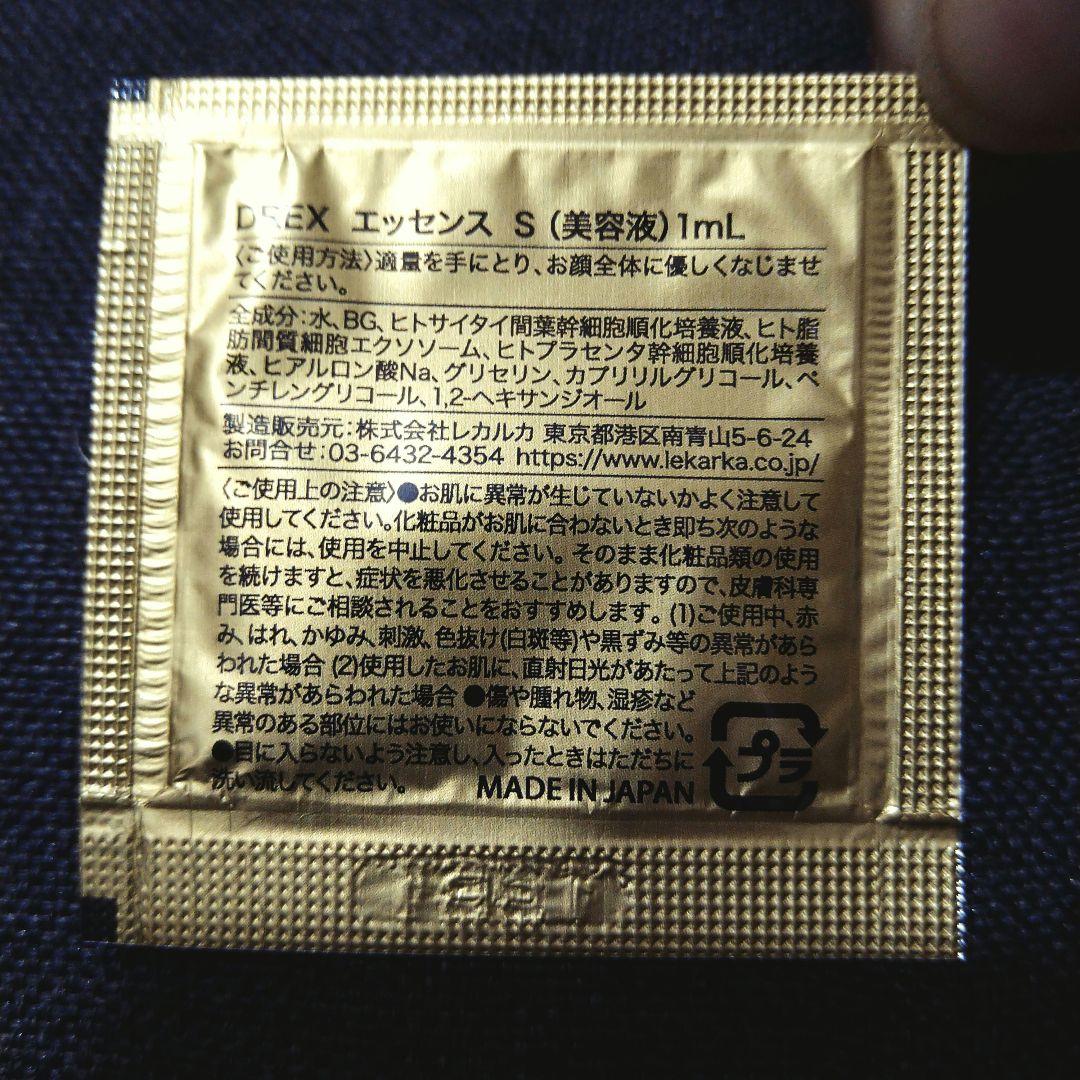 DREX エッセンス S (美容液)1mL
〈ご使用方法〉適量を手にとり、お顔全体に優しくなじませ
てください。
全成分:水、BG、ヒトサイタイ間葉幹細胞順化培養液、ヒト脂
肪間質細胞エクソソーム、ヒトプラセンタ幹細胞順化培養
液、ヒアルロン酸Na、グリセリン、カプリリルグリコール、ペ
ンチレングリコール、1,2-ヘキサンジオール
製造販売元:株式会社レカルカ 東京都港区南青山5-6-24
お問合せ:03-6432-4354 https://www.lekarka.co.jp/
〈ご使用上の注意〉●お肌に異常が生じていないかよく注意して
使用してください。化粧品がお肌に合わないとき即ち次のような
場合には、使用を中止してください。そのまま化粧品類の使用
を続けますと、症状を悪化させることがありますので、皮膚科専
門医等にご相談されることをおすすめします。(1)ご使用中、赤
み、はれ、かゆみ、刺激、色抜け(白斑等)や黒ずみ等の異常があら
われた場合 (2)使用したお肌に、直射日光があたって上記のよう
な異常があらわれた場合 ●傷や腫れ物、湿疹など
異常のある部位にはお使いにならないでください。
●目に入らないよう注意し、入ったときはただちに
洗い流してください。 MADE IN JAPAN
プラ